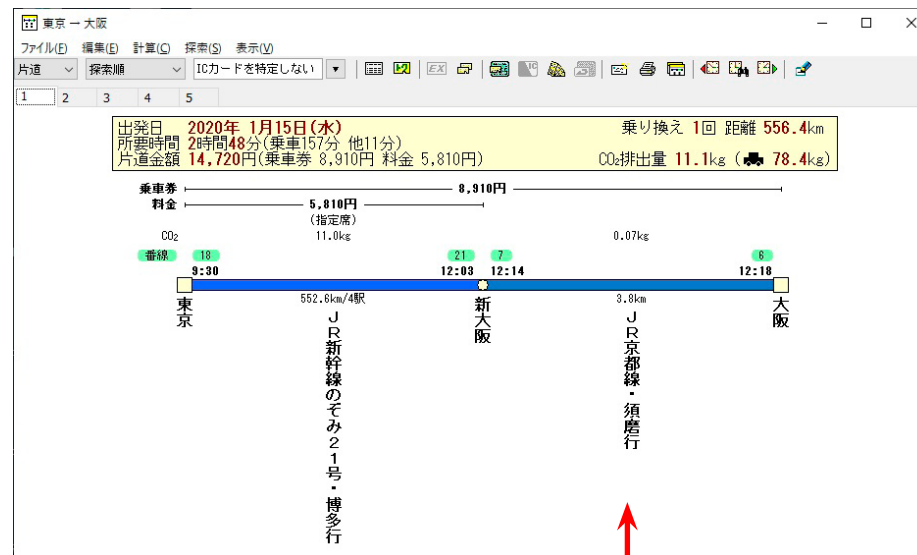 東京 → 大阪
ファイル(F) 編集(E) 計算(C) 探索(S) 表示(V)
片道 探索順 ICカードを特定しない EX IC
1 2 3 4 5
出発日 2020年 1月15日(水) 乗り換え 1回 距離 556.4km
所要時間 2時間48分(乗車157分 他11分)
片道金額 14,720円(乗車券 8,910円 料金 5,810円) CO₂排出量 11.1kg ( 78.4kg)
乗車券 8,910円
料金 5,810円
(指定席)
CO₂ 11.0kg 0.07kg
番線 18 21 7 6
9:30 12:03 12:14 12:18
552.6km/4駅 3.8km
東京
新大阪
大阪
JR新幹線のぞみ21号・博多行
JR京都線・須磨行